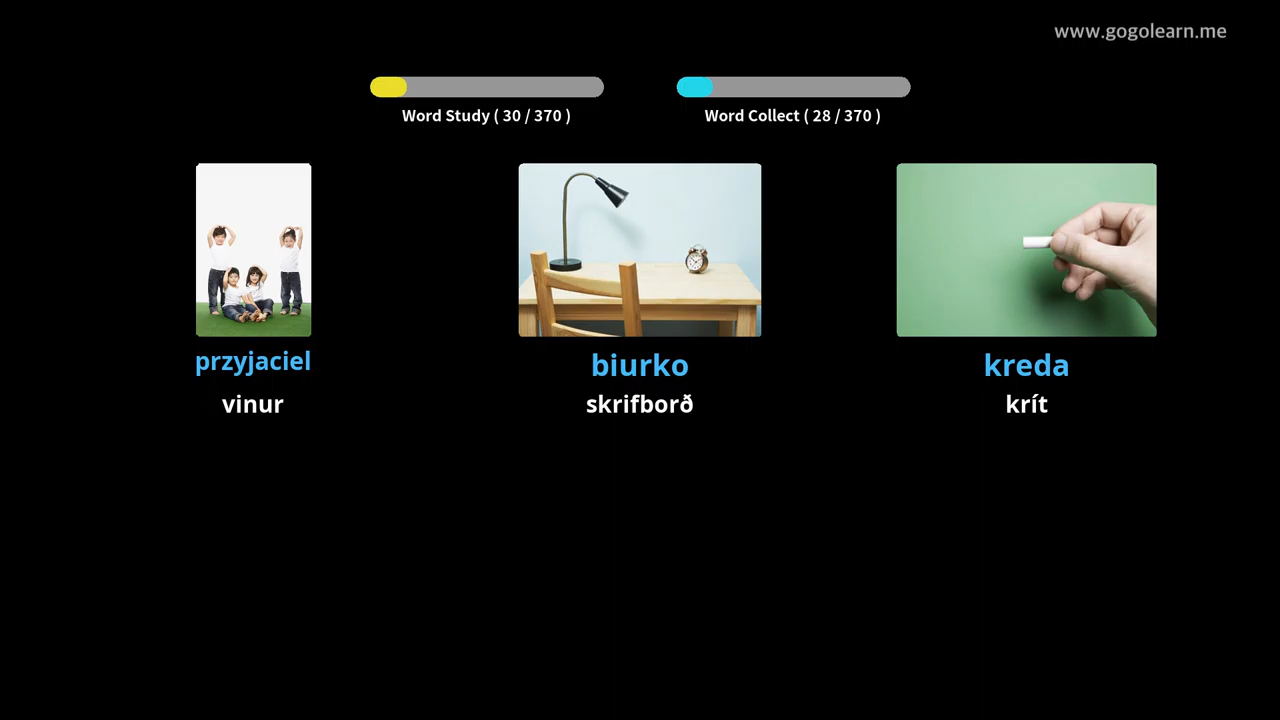 www.gogolearn.me
Word Study ( 30 / 370 )
Word Collect ( 28 / 370 )
przyjaciel
vinur
biurko
skrifborð
kreda
krít